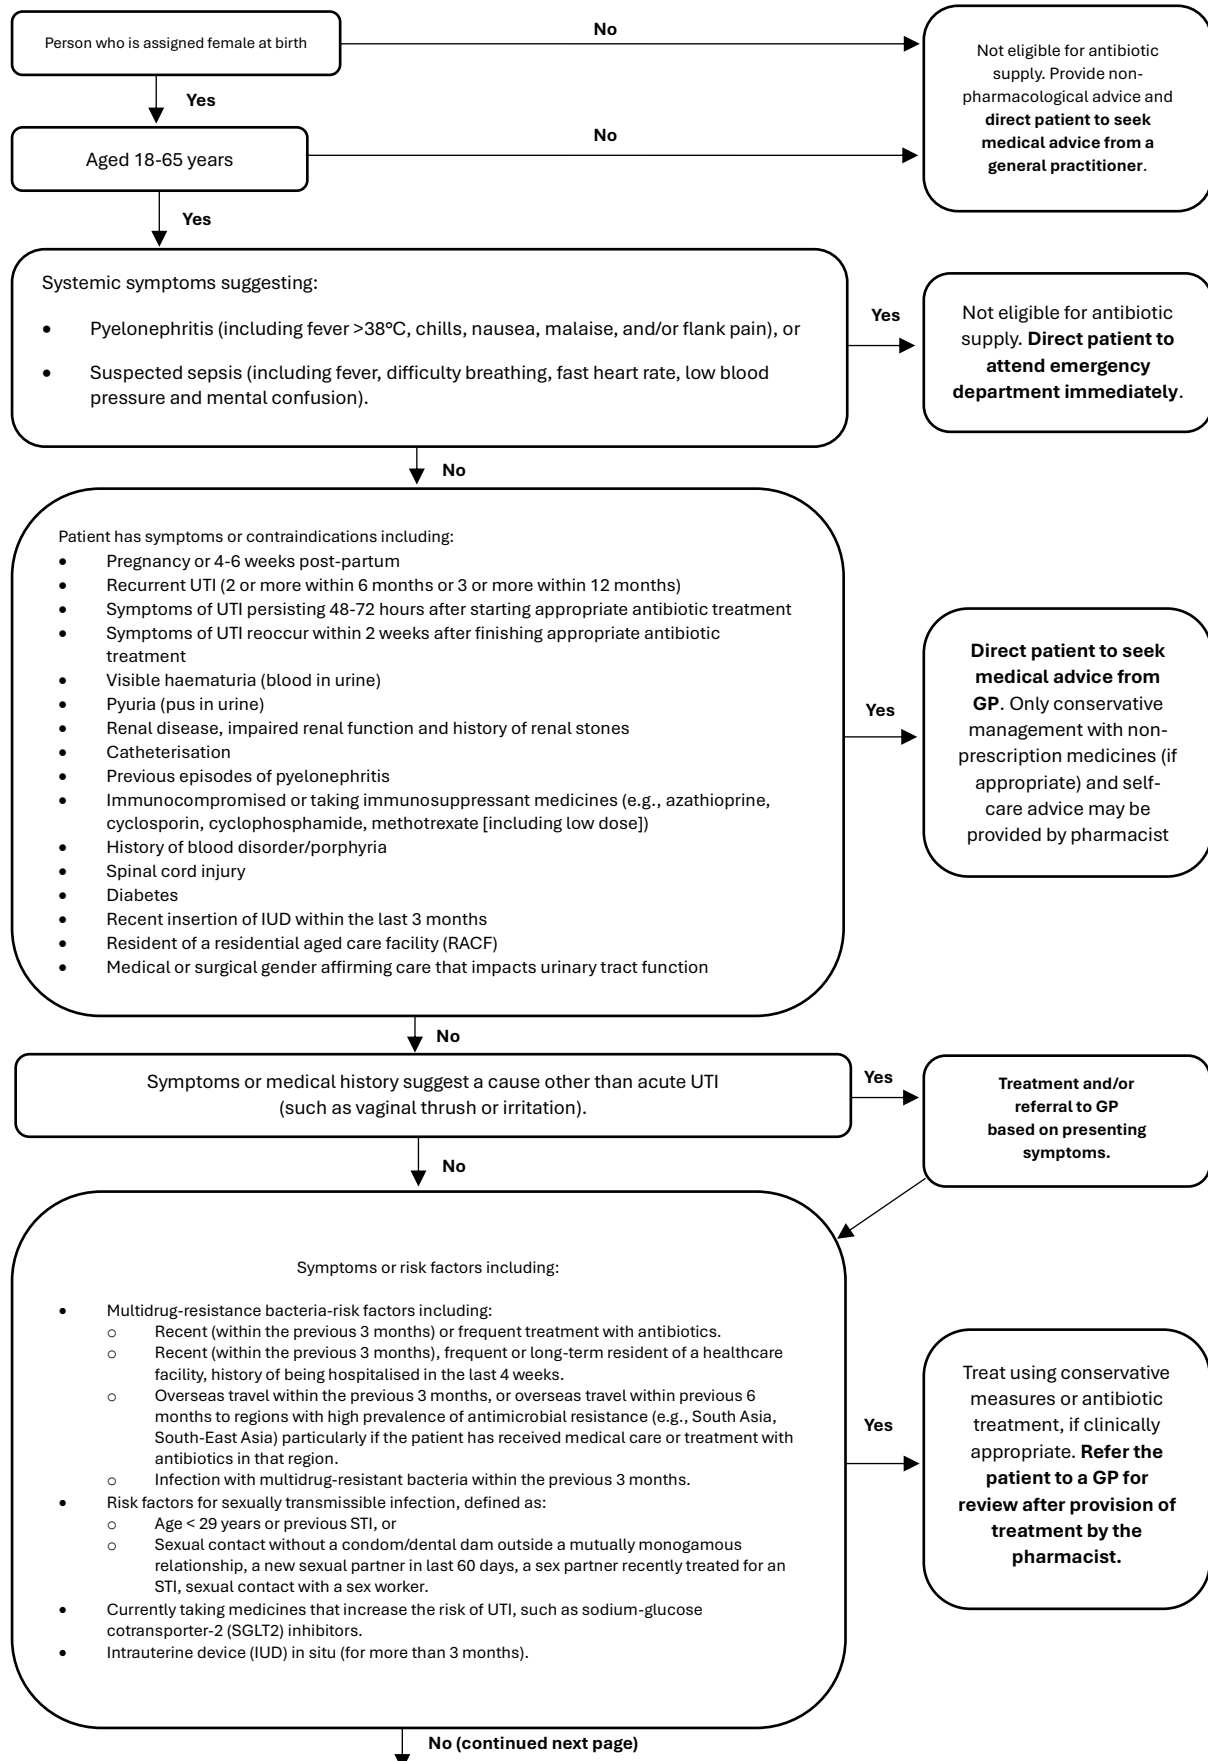 Person who is assigned female at birth
No
Not eligible for antibiotic
supply. Provide non-
pharmacological advice and
direct patient to seek
medical advice from a
general practitioner.
Yes
Aged 18-65 years
No
Yes
Systemic symptoms suggesting:
• Pyelonephritis (including fever >38°C, chills, nausea, malaise, and/or flank pain), or
• Suspected sepsis (including fever, difficulty breathing, fast heart rate, low blood
pressure and mental confusion).
Yes
Not eligible for antibiotic
supply. Direct patient to
attend emergency
department immediately.
No
Patient has symptoms or contraindications including:
• Pregnancy or 4-6 weeks post-partum
• Recurrent UTI (2 or more within 6 months or 3 or more within 12 months)
• Symptoms of UTI persisting 48-72 hours after starting appropriate antibiotic treatment
• Symptoms of UTI reoccur within 2 weeks after finishing appropriate antibiotic
treatment
• Visible haematuria (blood in urine)
• Pyuria (pus in urine)
• Renal disease, impaired renal function and history of renal stones
• Catheterisation
• Previous episodes of pyelonephritis
• Immunocompromised or taking immunosuppressant medicines (e.g., azathioprine,
cyclosporin, cyclophosphamide, methotrexate [including low dose])
• History of blood disorder/porphyria
• Spinal cord injury
• Diabetes
• Recent insertion of IUD within the last 3 months
• Resident of a residential aged care facility (RACF)
• Medical or surgical gender affirming care that impacts urinary tract function
Yes
Direct patient to seek
medical advice from
GP. Only conservative
management with non-
prescription medicines (if
appropriate) and self-
care advice may be
provided by pharmacist
No
Symptoms or medical history suggest a cause other than acute UTI
(such as vaginal thrush or irritation).
Yes
Treatment and/or
referral to GP
based on presenting
symptoms.
No
Symptoms or risk factors including:
• Multidrug-resistance bacteria-risk factors including:
o Recent (within the previous 3 months) or frequent treatment with antibiotics.
o Recent (within the previous 3 months), frequent or long-term resident of a healthcare
facility, history of being hospitalised in the last 4 weeks.
o Overseas travel within the previous 3 months, or overseas travel within previous 6
months to regions with high prevalence of antimicrobial resistance (e.g., South Asia,
South-East Asia) particularly if the patient has received medical care or treatment with
antibiotics in that region.
o Infection with multidrug-resistant bacteria within the previous 3 months.
• Risk factors for sexually transmissible infection, defined as:
o Age < 29 years or previous STI, or
o Sexual contact without a condom/dental dam outside a mutually monogamous
relationship, a new sexual partner in last 60 days, a sex partner recently treated for an
STI, sexual contact with a sex worker.
• Currently taking medicines that increase the risk of UTI, such as sodium-glucose
cotransporter-2 (SGLT2) inhibitors.
• Intrauterine device (IUD) in situ (for more than 3 months).
Yes
Treat using conservative
measures or antibiotic
treatment, if clinically
appropriate. Refer the
patient to a GP for
review after provision of
treatment by the
pharmacist.
No (continued next page)